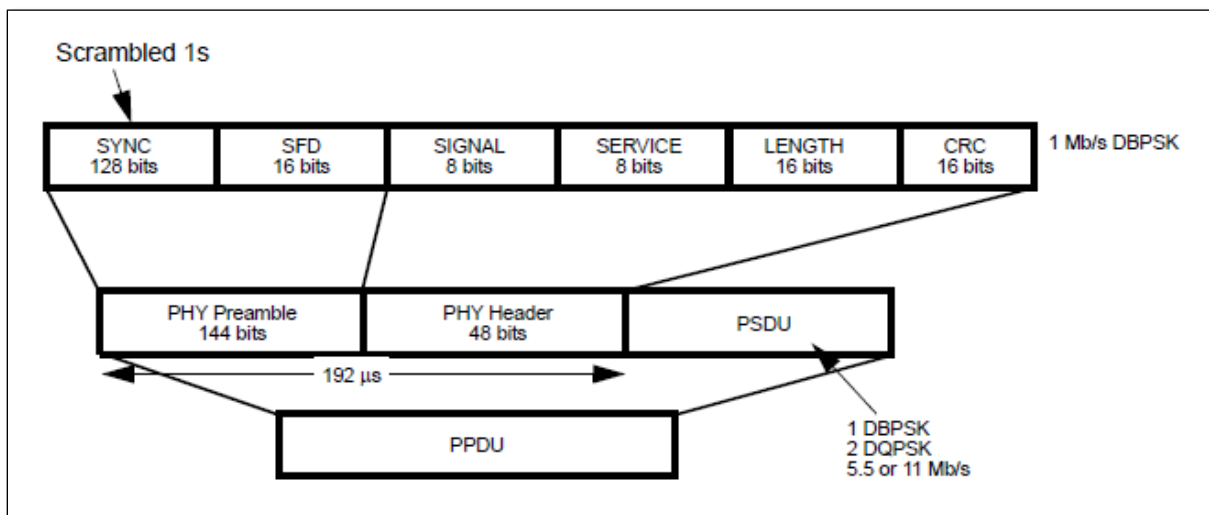 Scrambled 1s
SYNC
128 bits
SFD
16 bits
SIGNAL
8 bits
SERVICE
8 bits
LENGTH
16 bits
CRC
16 bits
1 Mb/s DBPSK
PHY Preamble
144 bits
PHY Header
48 bits
PSDU
192 μs
1 DBPSK
2 DQPSK
5.5 or 11 Mb/s
PPDU